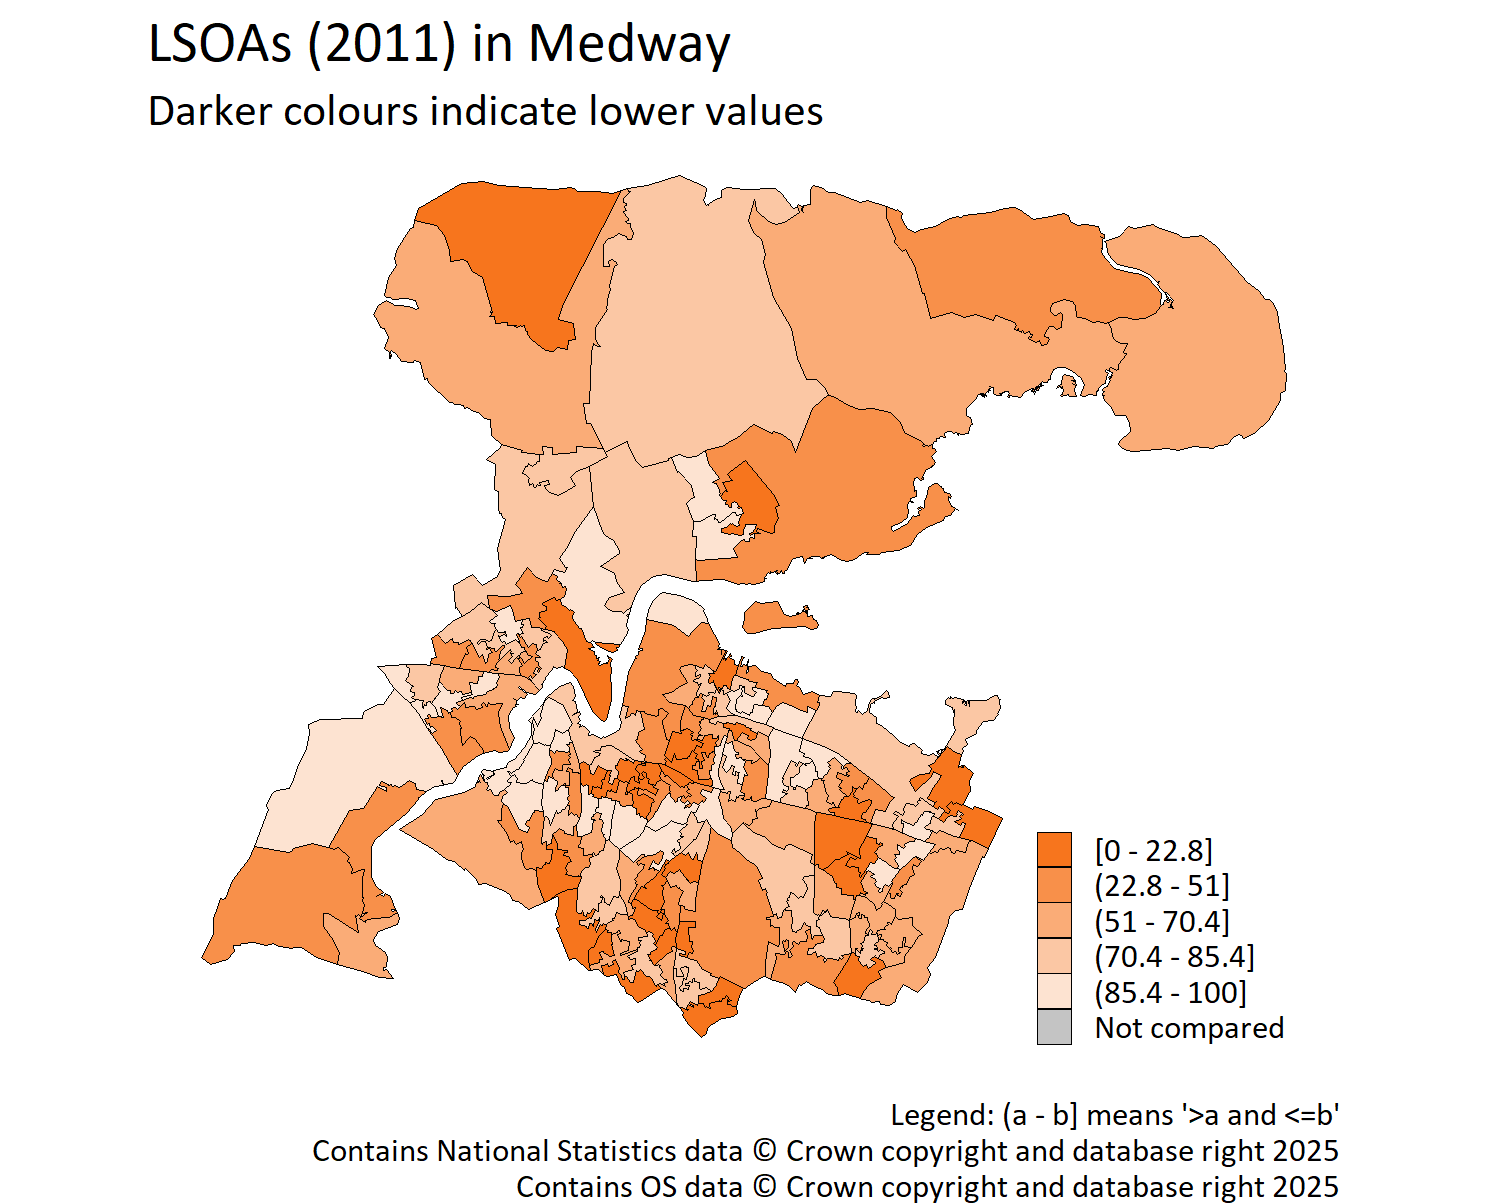 LSOAs (2011) in Medway
Darker colours indicate lower values
[0 - 22.8]
(22.8 - 51]
(51 - 70.4]
(70.4 - 85.4]
(85.4 - 100]
Not compared
Legend: (a - b] means '>a and <=b'
Contains National Statistics data © Crown copyright and database right 2025
Contains OS data © Crown copyright and database right 2025